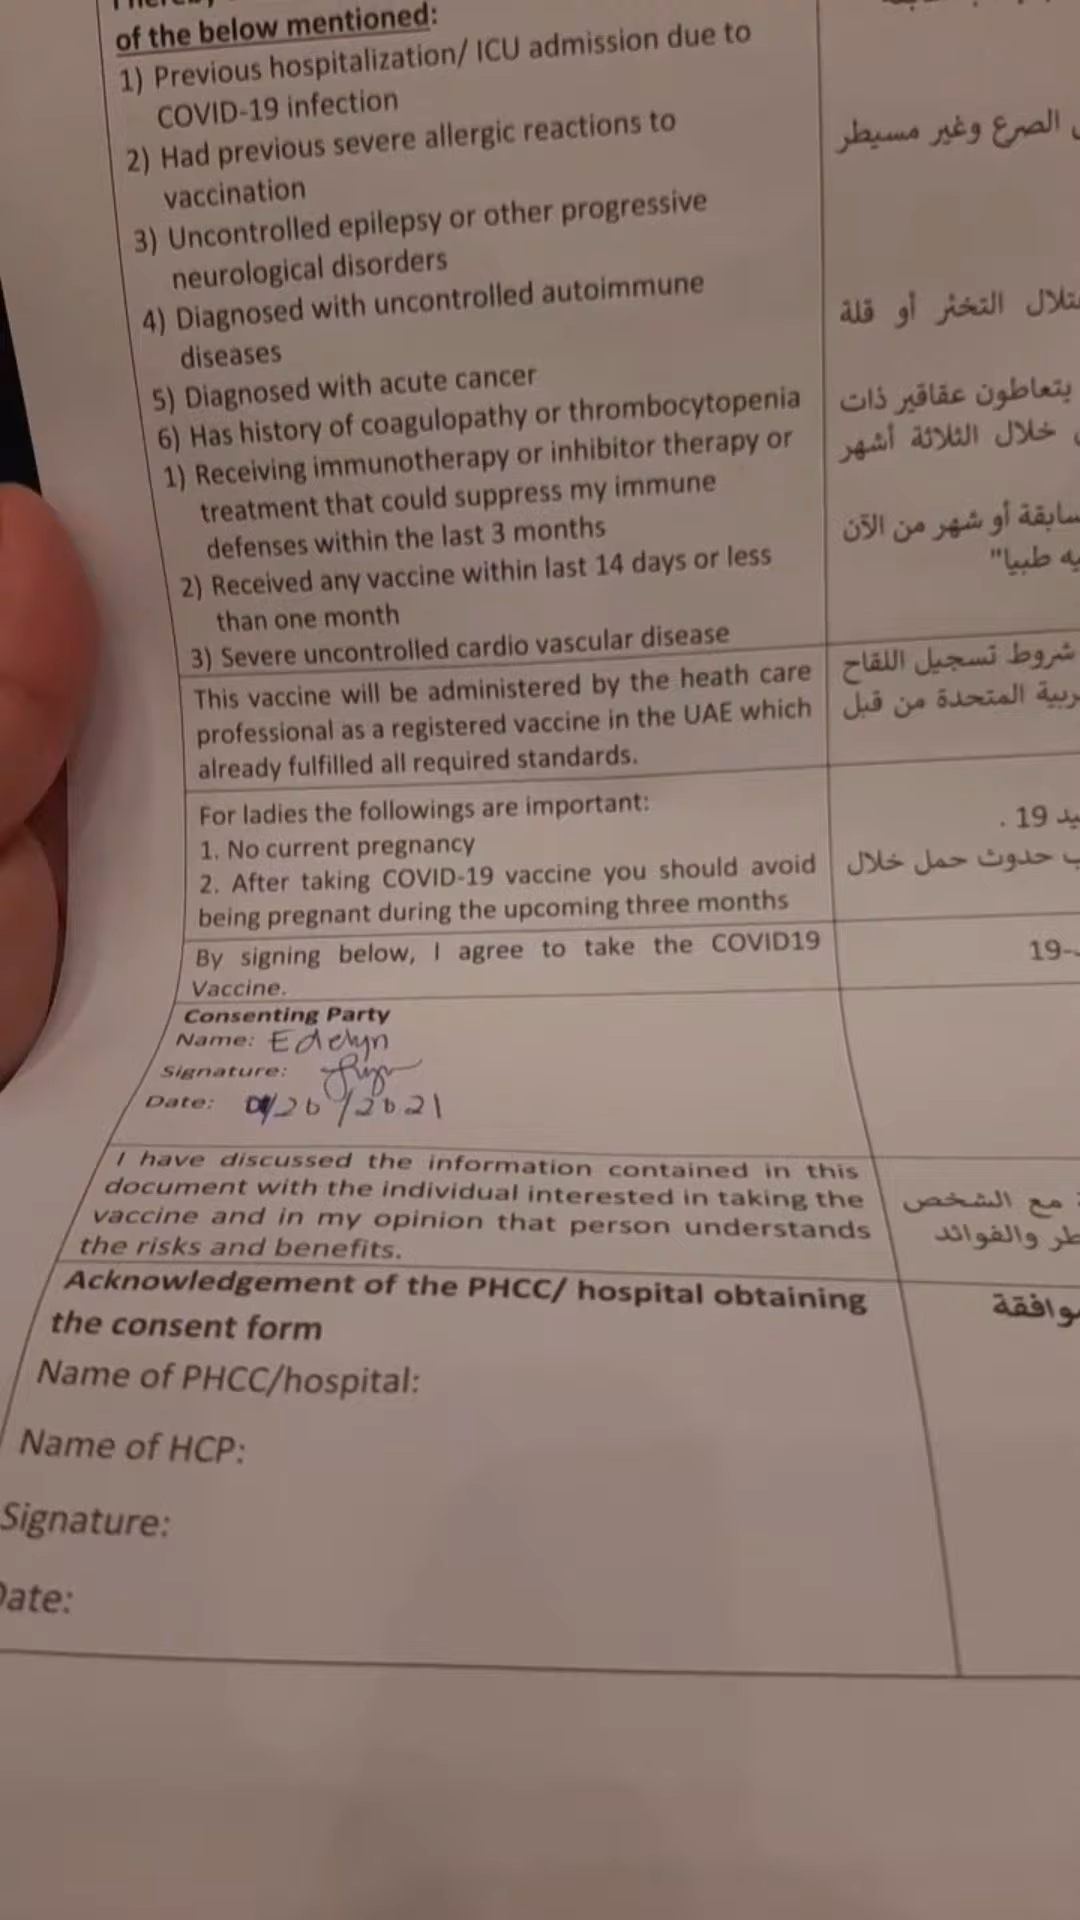 of the below mentioned:
1) Previous hospitalization/ ICU admission due to
COVID-19 infection
2) Had previous severe allergic reactions to
vaccination
3) Uncontrolled epilepsy or other progressive
neurological disorders
4) Diagnosed with uncontrolled autoimmune
diseases
5) Diagnosed with acute cancer
6) Has history of coagulopathy or thrombocytopenia
1) Receiving immunotherapy or inhibitor therapy or
treatment that could suppress my immune
defenses within the last 3 months
2) Received any vaccine within last 14 days or less
than one month
3) Severe uncontrolled cardio vascular disease
This vaccine will be administered by the heath care
professional as a registered vaccine in the UAE which
already fulfilled all required standards.
For ladies the followings are important:
1. No current pregnancy
2. After taking COVID-19 vaccine you should avoid
being pregnant during the upcoming three months
By signing below, I agree to take the COVID19
Vaccine.
Consenting Party
Name: Edelyn
Signature:
Date: /20/2021
I have discussed the information contained in this
document with the individual interested in taking the
vaccine and in my opinion that person understands
the risks and benefits.
Acknowledgement of the PHCC/ hospital obtaining
the consent form
Name of PHCC/hospital:
Name of HCP:
Signature:
Date:
الصرع وغير مسيطر
التخثر أو قلة
يتعاطون عقاقير ذات
خلال الثلاثة أشهر
أو شهر من الآن
طبيا"
شروط تسجيل اللقاح
المتحدة من قبل
19 .
حدوث حمل خلال
19-
مع الشخص
والفوائد